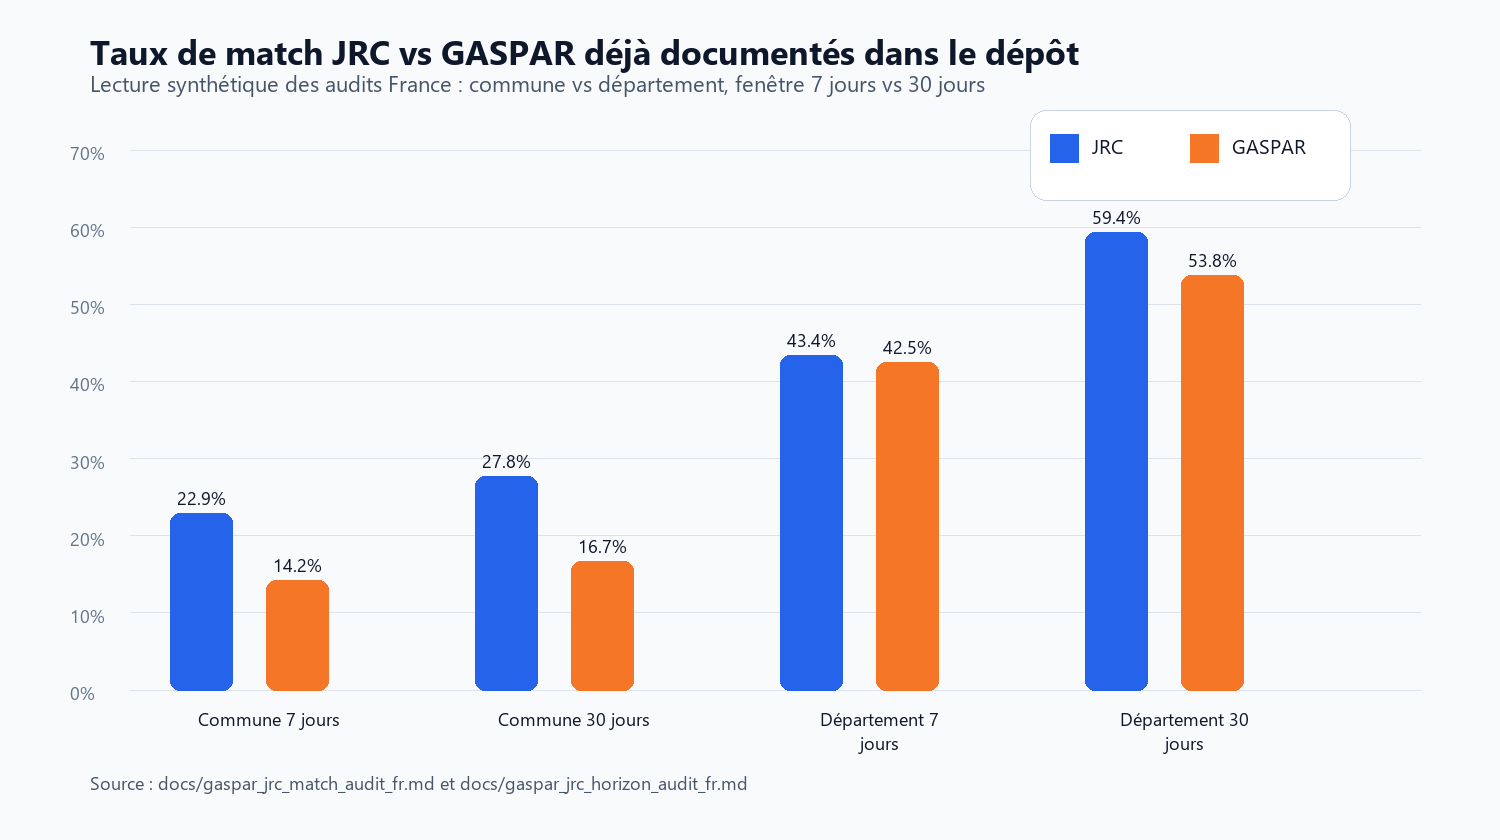 Taux de match JRC vs GASPAR déjà documentés dans le dépôt
Lecture synthétique des audits France : commune vs département, fenêtre 7 jours vs 30 jours
JRC
GASPAR
70%
60%
50%
40%
30%
20%
10%
0%
22.9%
14.2%
27.8%
16.7%
43.4%
42.5%
59.4%
53.8%
Commune 7 jours
Commune 30 jours
Département 7
jours
Département 30
jours
Source : docs/gaspar_jrc_match_audit_fr.md et docs/gaspar_jrc_horizon_audit_fr.md